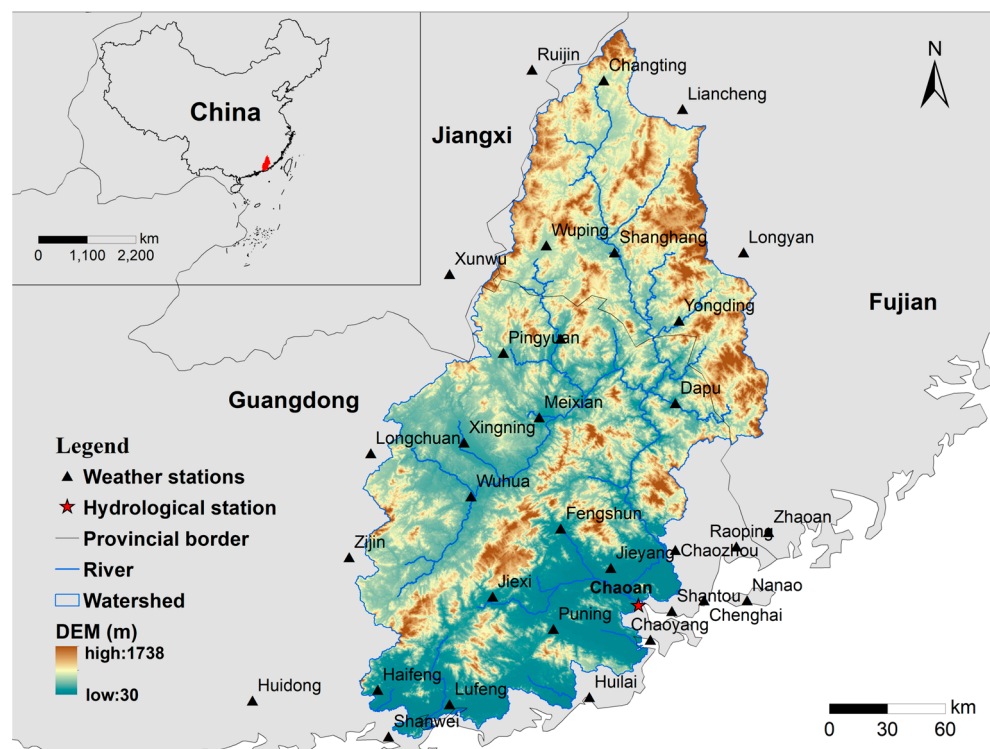 China
km
0 1,100 2,200
N
Ruijin
Changting
Liancheng
Jiangxi
Wuping
Shanghang
Longyan
Xunwu
Yongding
Fujian
Pingyuan
Dapu
Guangdong
Meixian
Xingning
Longchuan
Wuhua
Fengshun
Zhaoan
Raoping
Zijin
Jieyang
Chaozhou
Jiexi
Chaoan
Nanao
Shantou
Puning
Chenghai
Chaoyang
Haifeng
Huilai
Huidong
Lufeng
Shanwei
Legend
Weather stations
Hydrological station
Provincial border
River
Watershed
DEM (m)
high:1738
low:30
km
0 30 60